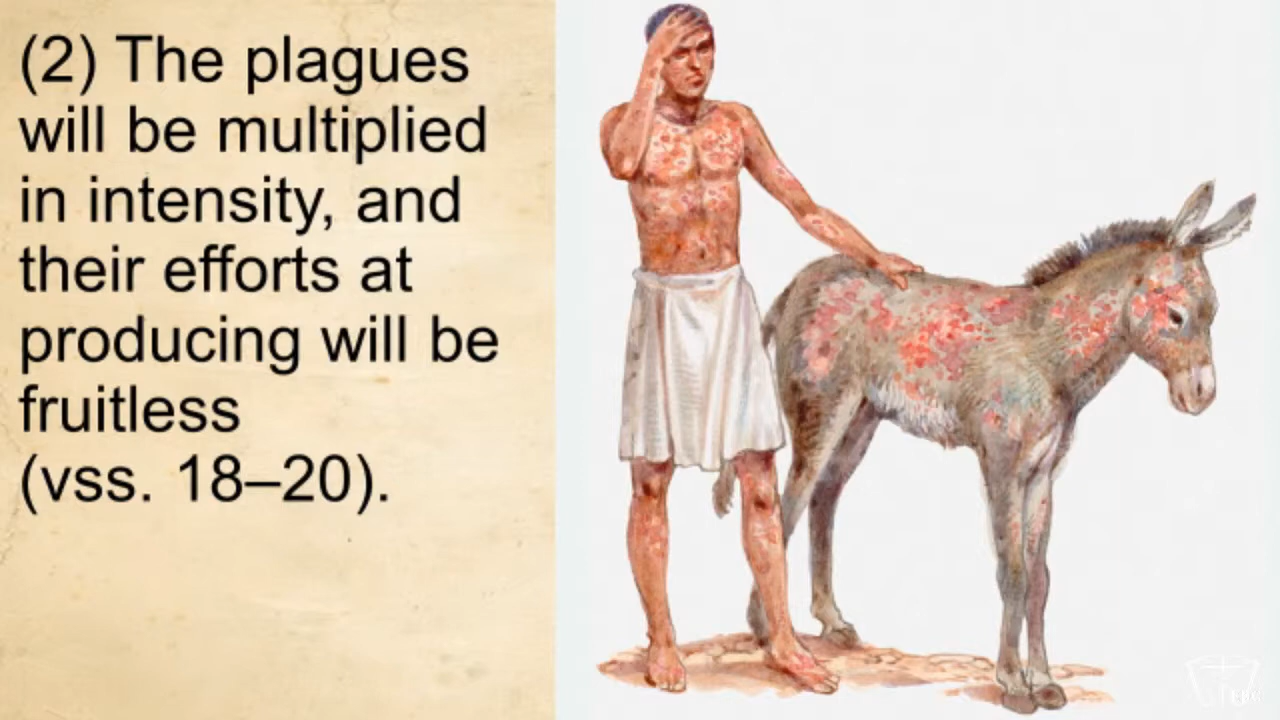 (2) The plagues
will be multiplied
in intensity, and
their efforts at
producing will be
fruitless
(vss. 18–20).